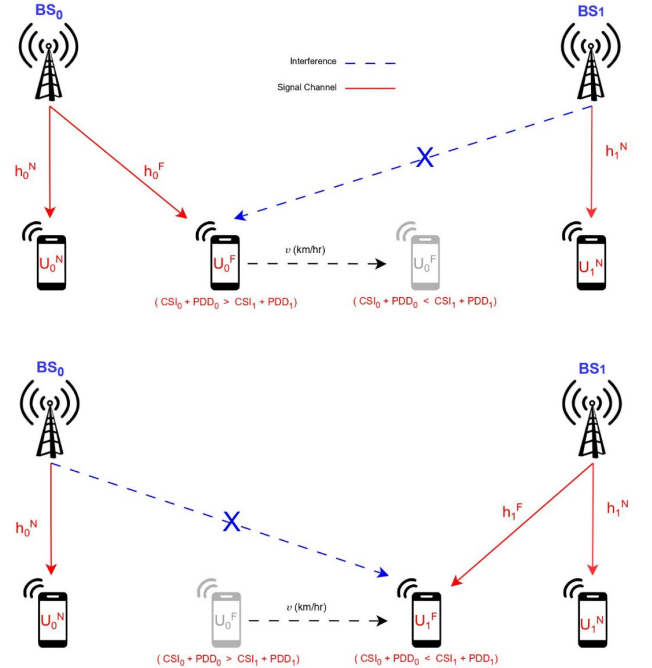 BS₀
BS1
Interference
Signal Channel
h₀ᴺ
h₀ꟳ
X
h₁ᴺ
U₀ᴺ
U₀ꟳ
υ (km/hr)
U₀ꟳ
U₁ᴺ
( CSI₀ + PDD₀ > CSI₁ + PDD₁)
(CSI₀ + PDD₀ < CSI₁ + PDD₁)
BS₀
BS1
h₀ᴺ
X
h₁ꟳ
h₁ᴺ
U₀ᴺ
U₀ꟳ
υ (km/hr)
U₁ꟳ
U₁ᴺ
(CSI₀ + PDD₀ > CSI₁ + PDD₁)
(CSI₀ + PDD₀ < CSI₁ + PDD₁)